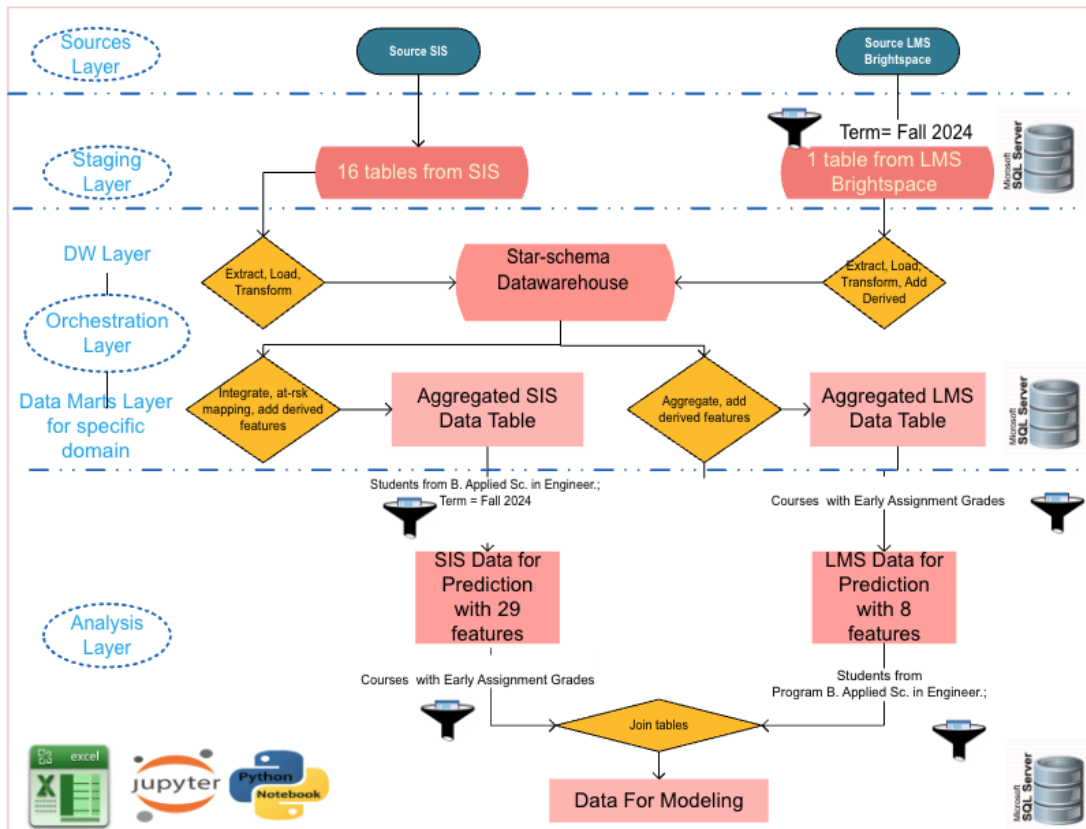 Sources
Layer
Source SIS
Source LMS
Brightspace
Term= Fall 2024
Staging
Layer
16 tables from SIS
1 table from LMS
Brightspace
Microsoft
SQL Server
DW Layer
Extract, Load,
Transform
Star-schema
Datawarehouse
Extract, Load,
Transform, Add
Derived
Orchestration
Layer
Data Marts Layer
for specific
domain
Integrate, at-rsk
mapping, add derived
features
Aggregated SIS
Data Table
Aggregate, add
derived features
Aggregated LMS
Data Table
Microsoft
SQL Server
Students from B. Applied Sc. in Engineer.;
Term = Fall 2024
Courses with Early Assignment Grades
SIS Data for
Prediction
with 29
features
LMS Data for
Prediction
with 8
features
Analysis
Layer
Courses with Early Assignment Grades
Students from
Program B. Applied Sc. in Engineer.;
Join tables
Data For Modeling
excel
X
jupyter
Python
Notebook
Microsoft
SQL Server